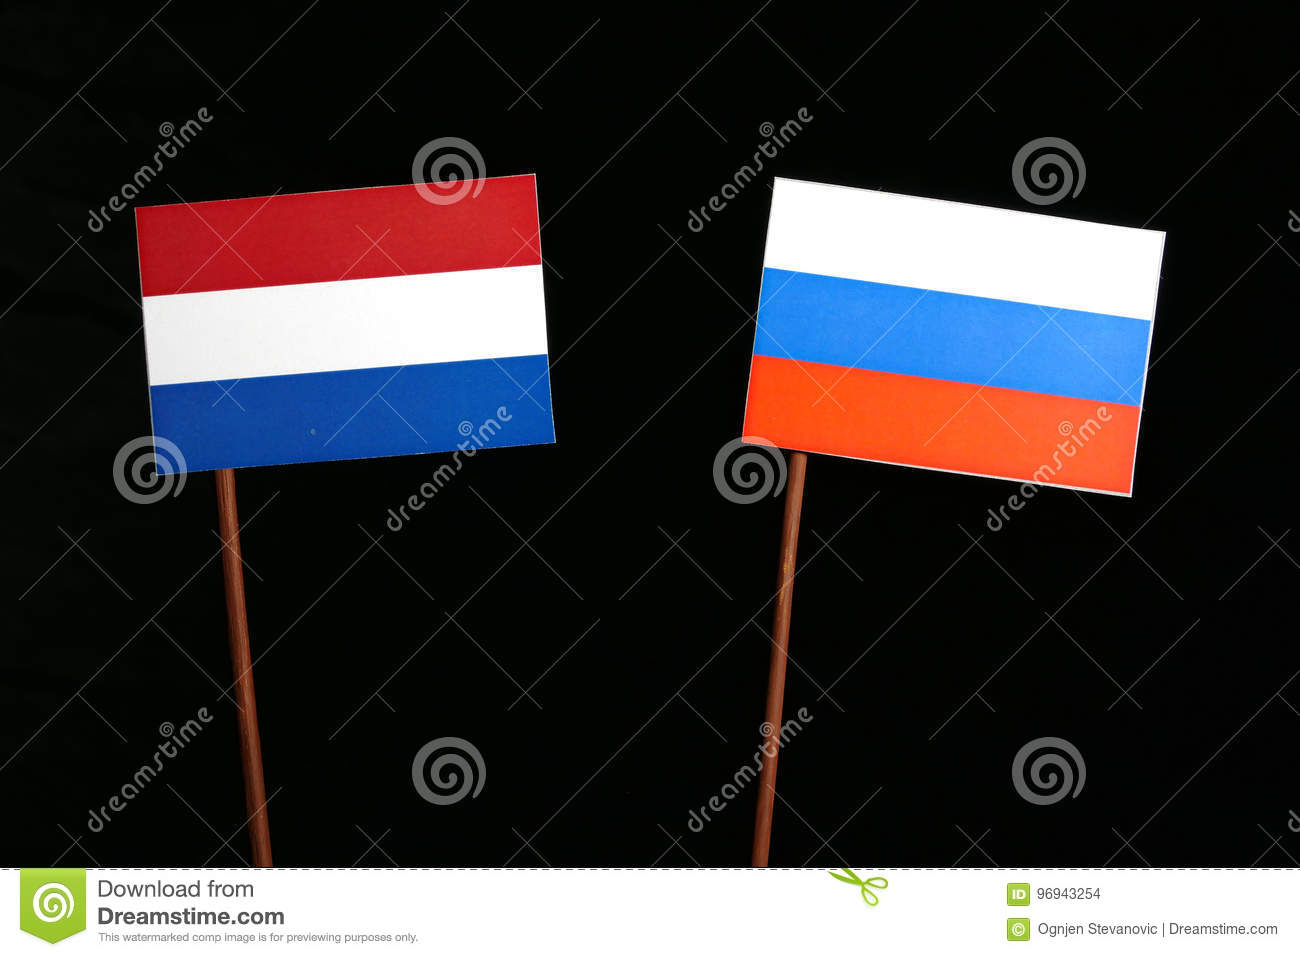 dreamstime
dreamstime
dreamstime
dreamstime
dreamstime
dreamstime
Download from
Dreamstime.com
This watermarked comp image is for previewing purposes only.
ID 96943254
© Ognjen Stevanovic | Dreamstime.com